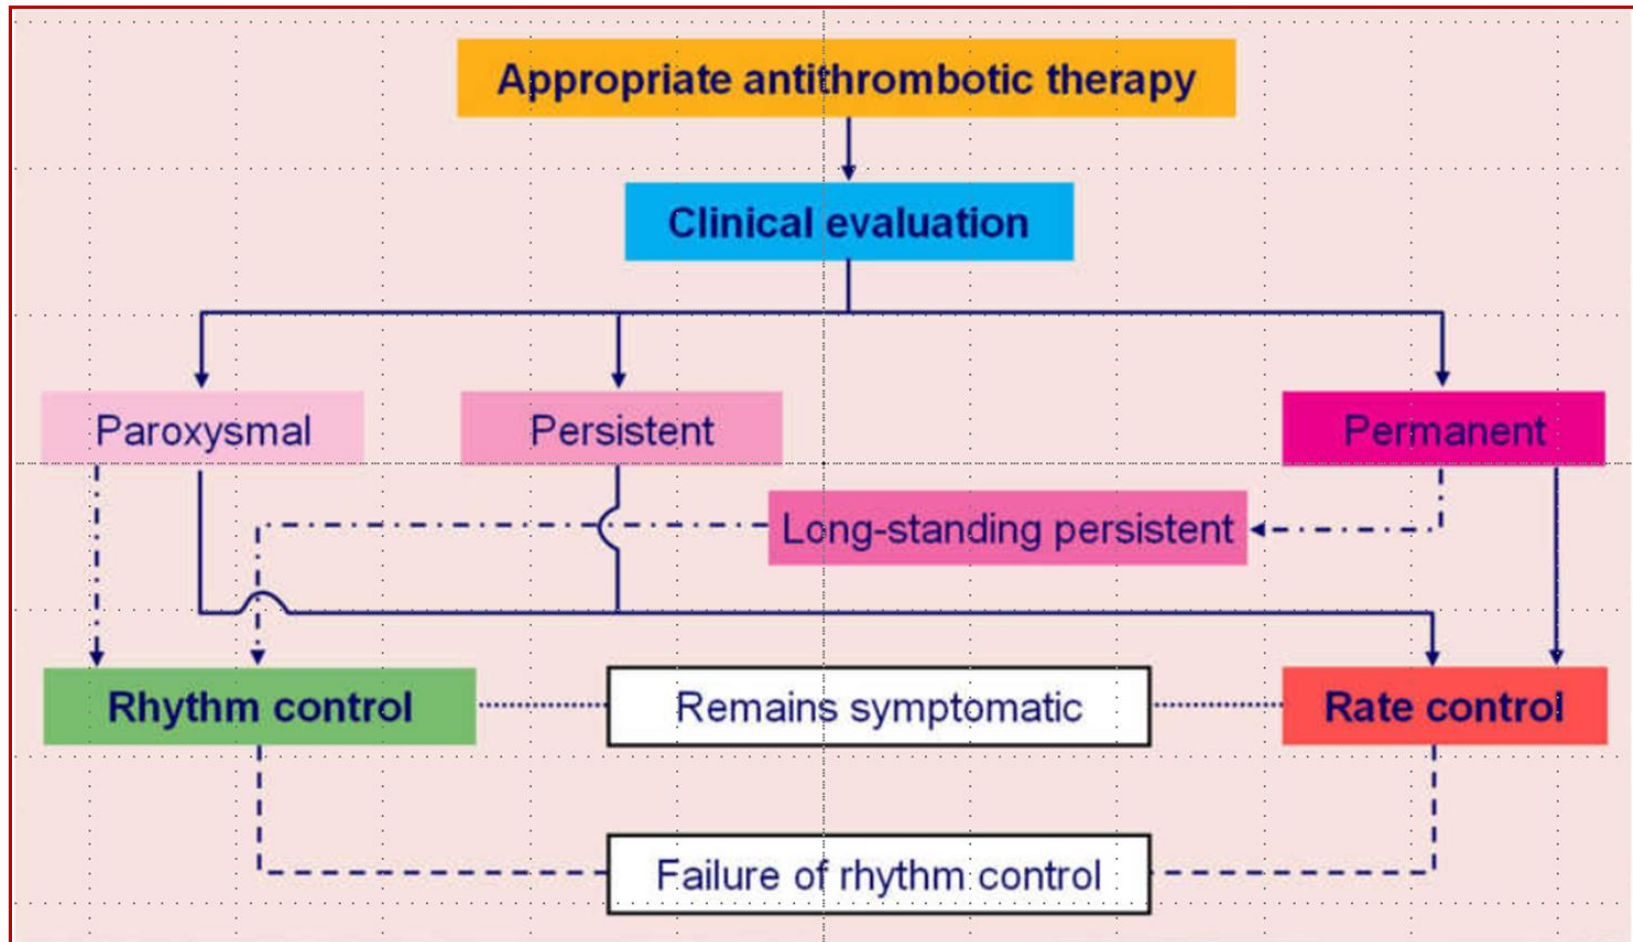 Appropriate antithrombotic therapy
Clinical evaluation
Paroxysmal
Persistent
Permanent
Long-standing persistent
Rhythm control
Remains symptomatic
Rate control
Failure of rhythm control